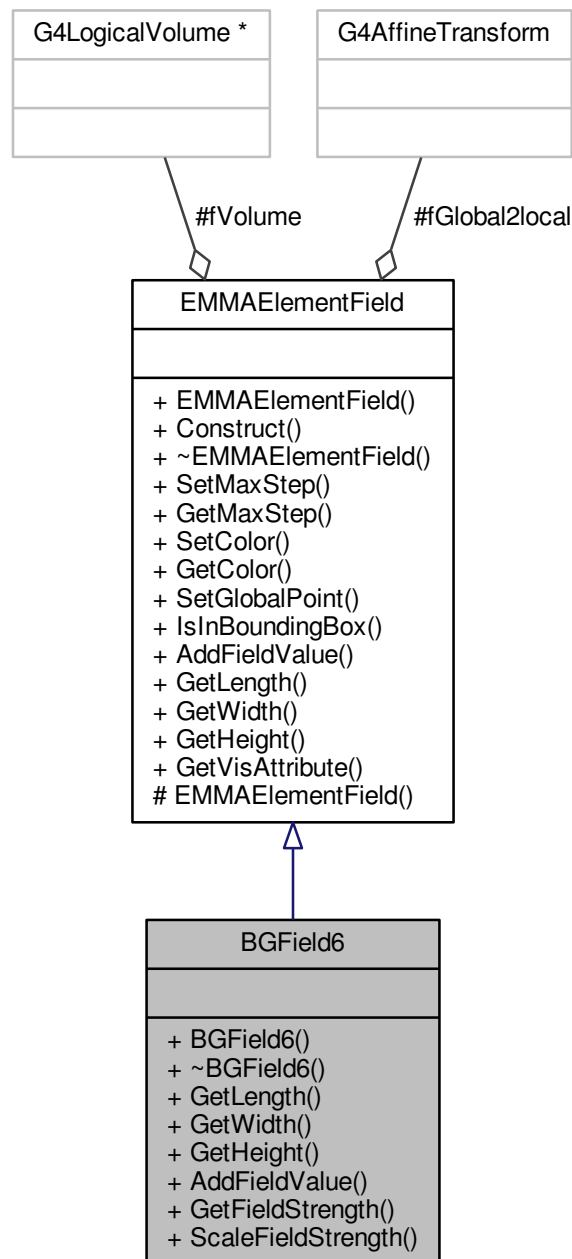 G4LogicalVolume *
G4AffineTransform
#fVolume
#fGlobal2local
EMMAElementField
+ EMMAElementField()
+ Construct()
+ ~EMMAElementField()
+ SetMaxStep()
+ GetMaxStep()
+ SetColor()
+ GetColor()
+ SetGlobalPoint()
+ IsInBoundingBox()
+ AddFieldValue()
+ GetLength()
+ GetWidth()
+ GetHeight()
+ GetVisAttribute()
# EMMAElementField()
BGField6
+ BGField6()
+ ~BGField6()
+ GetLength()
+ GetWidth()
+ GetHeight()
+ AddFieldValue()
+ GetFieldStrength()
+ ScaleFieldStrength()